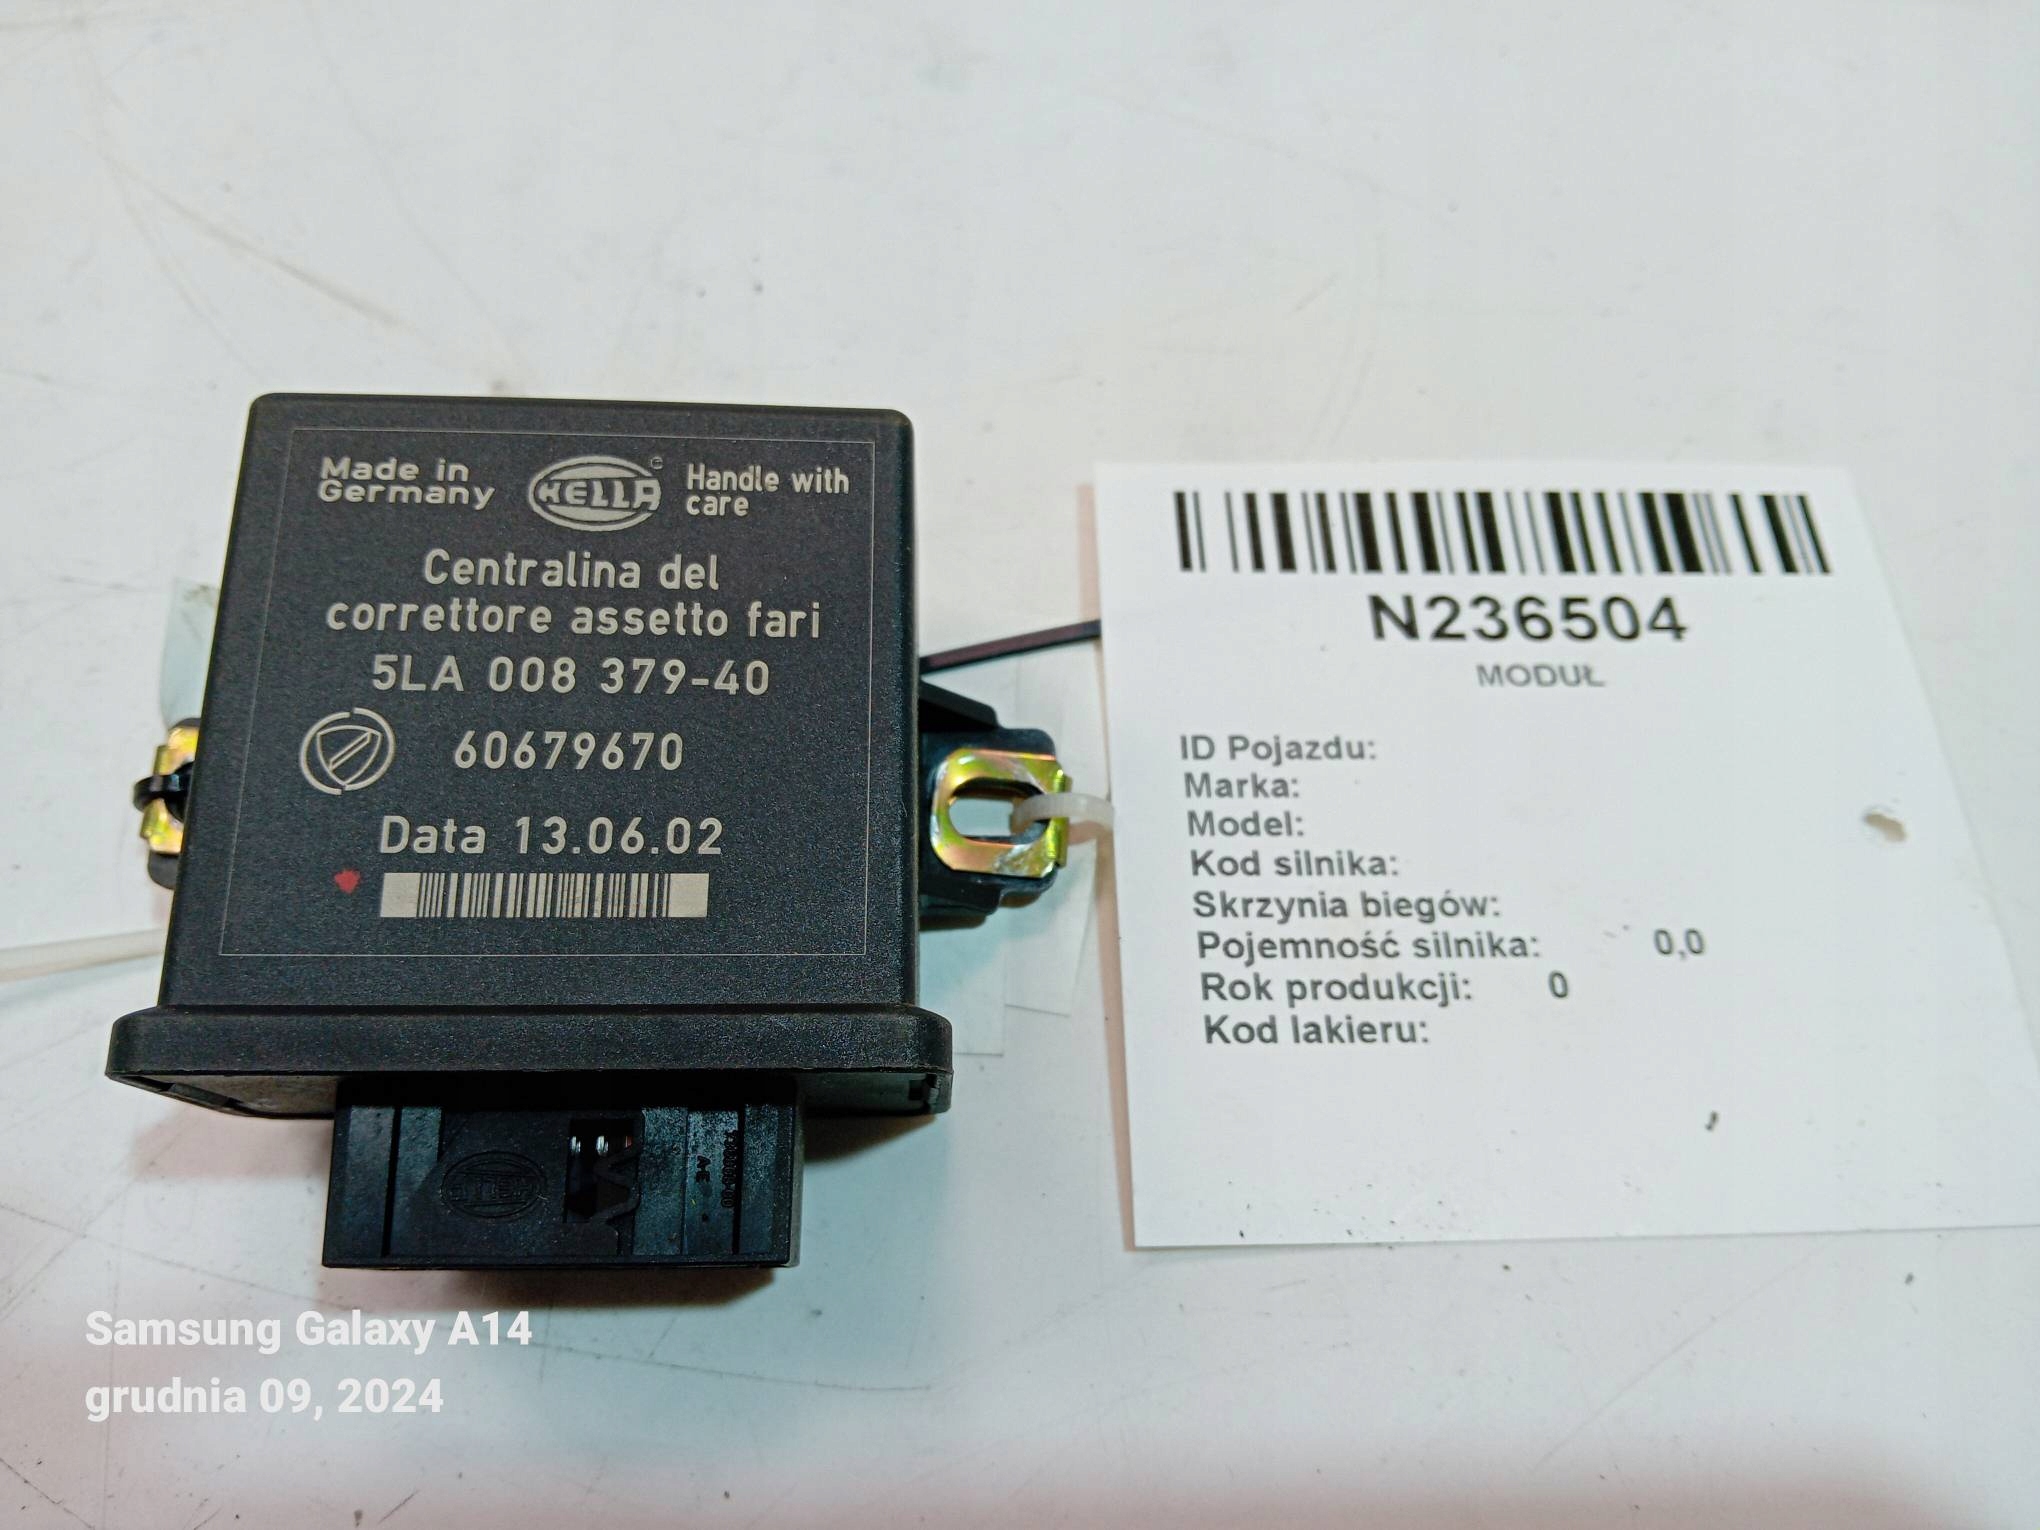 Made in
Germany
HELLA
Handle with
care
Centralina del
correttore assetto fari
5LA 008 379-40
60679670
Data 13.06.02
N236504
MODUŁ
ID Pojazdu:
Marka:
Model:
Kod silnika:
Skrzynia biegów:
Pojemność silnika: 0,0
Rok produkcji: 0
Kod lakieru:
Samsung Galaxy A14
grudnia 09, 2024